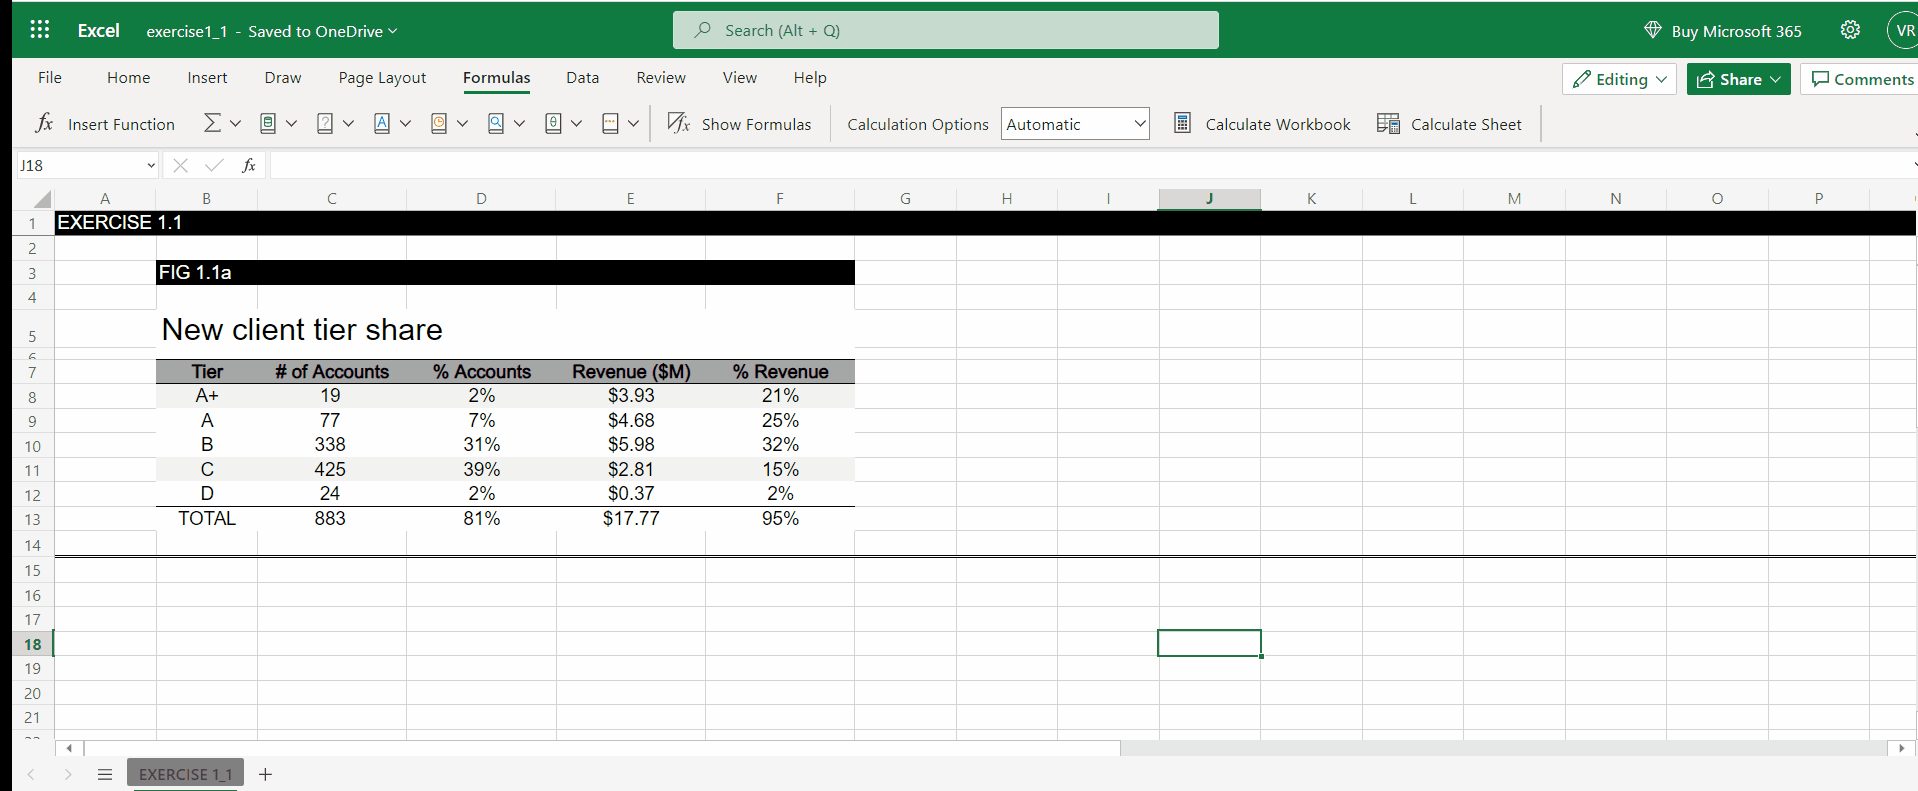 Excel exercise1_1 - Saved to OneDrive Search (Alt + Q) Buy Microsoft 365 VR
File Home Insert Draw Page Layout Formulas Data Review View Help Editing Share Comments
fx Insert Function Show Formulas Calculation Options Automatic Calculate Workbook Calculate Sheet
J18 fx
A B C D E F G H I J K L M N O P
1 EXERCISE 1.1
2
3 FIG 1.1a
4
5 New client tier share
6
7 Tier # of Accounts % Accounts Revenue ($M) % Revenue
8 A+ 19 2% $3.93 21%
9 A 77 7% $4.68 25%
10 B 338 31% $5.98 32%
11 C 425 39% $2.81 15%
12 D 24 2% $0.37 2%
13 TOTAL 883 81% $17.77 95%
14
15
16
17
18
19
20
21
EXERCISE 1_1